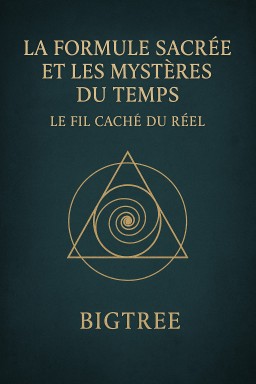 LA FORMULE SACRÉE
ET LES MYSTÈRES
DU TEMPS
LE FIL CACHÉ DU RÉEL
BIGTREE